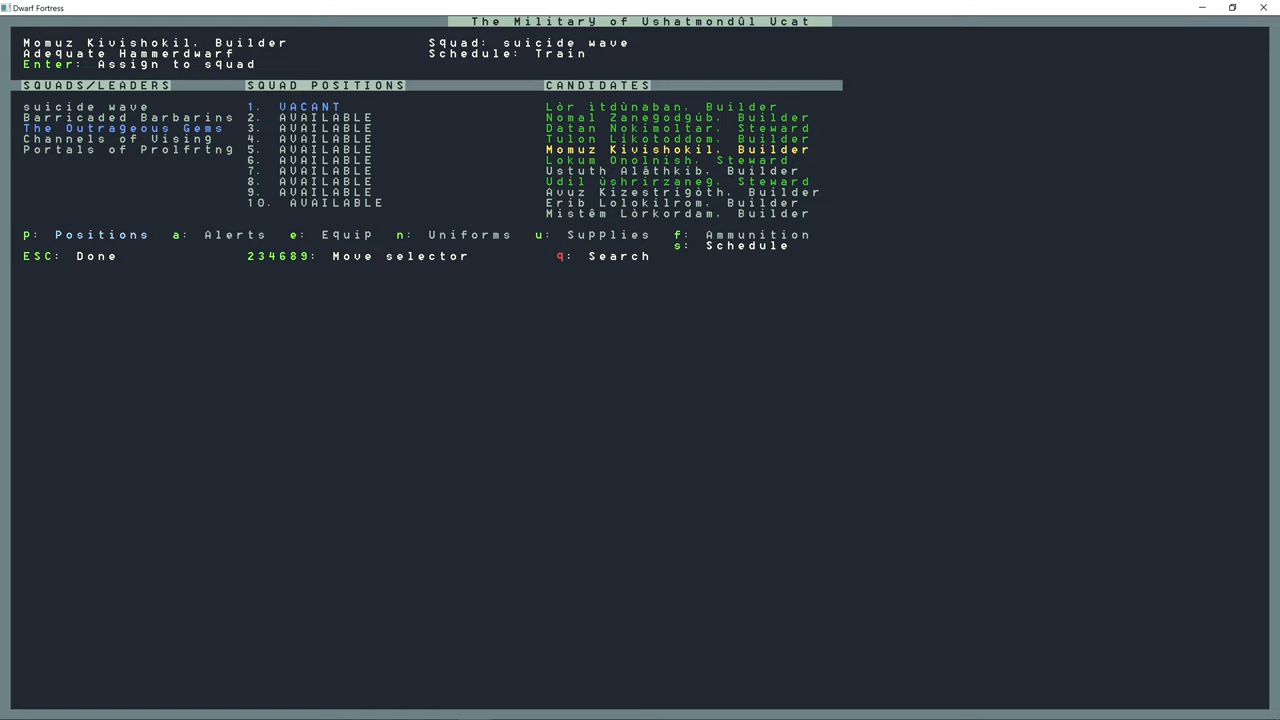 Dwarf Fortress
The Military of Ushatmondûl Ucat
Momuz Kivishokil, Builder Squad: suicide wave
Adequate Hammerdwarf Schedule: Train
Enter: Assign to squad
SQUADS/LEADERS SQUAD POSITIONS CANDIDATES
suicide wave 1. VACANT Lòr ìtdùnaban, Builder
Barricaded Barbarins 2. AVAILABLE Nomal Zanegodgúb, Builder
The Outrageous Gems 3. AVAILABLE Datan Nokimoltar, Steward
Channels of Vising 4. AVAILABLE Tulon Likotoddom, Builder
Portals of Prolfrtng 5. AVAILABLE Momuz Kivishokil, Builder
6. AVAILABLE Lokum Onolnish, Steward
7. AVAILABLE Ustuth Alâthkib, Builder
8. AVAILABLE Udil ùshrirzaneg, Steward
9. AVAILABLE Avuz Kizestrigòth, Builder
10. AVAILABLE Erib Lolokilrom, Builder
Mistêm Lòrkordam, Builder
p: Positions a: Alerts e: Equip n: Uniforms u: Supplies f: Ammunition
s: Schedule
ESC: Done 234689: Move selector q: Search